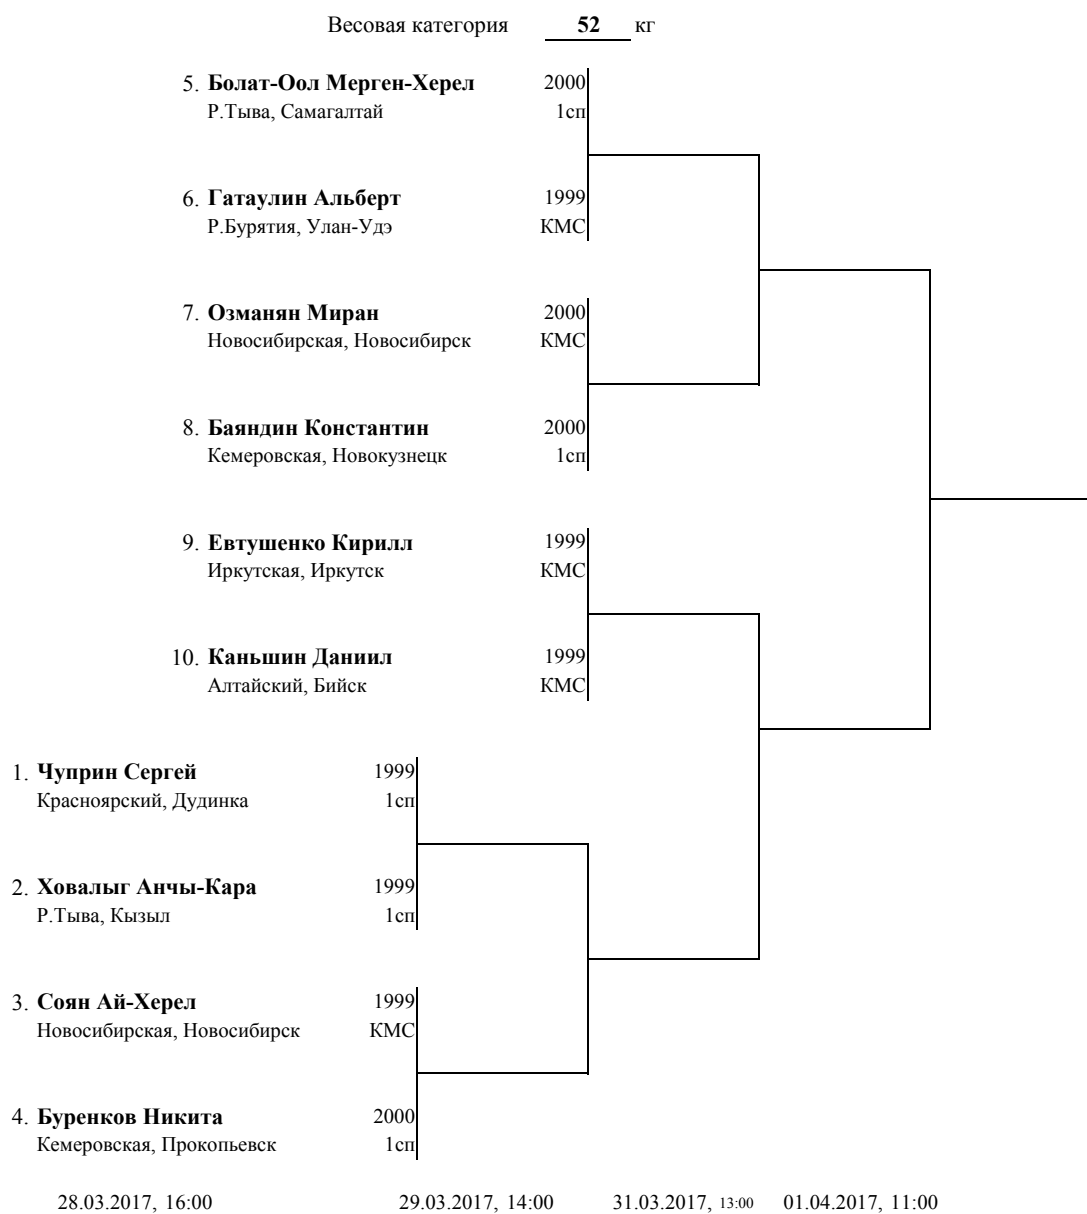 Весовая категория 52 кг
5. Болат-Оол Мерген-Херел 2000
Р.Тыва, Самагалтай 1сп
6. Гатаулин Альберт 1999
Р.Бурятия, Улан-Удэ КМС
7. Озманян Миран 2000
Новосибирская, Новосибирск КМС
8. Баяндин Константин 2000
Кемеровская, Новокузнецк 1сп
9. Евтушенко Кирилл 1999
Иркутская, Иркутск КМС
10. Каньшин Даниил 1999
Алтайский, Бийск КМС
1. Чуприн Сергей 1999
Красноярский, Дудинка 1сп
2. Ховалыг Анчы-Кара 1999
Р.Тыва, Кызыл 1сп
3. Соян Ай-Херел 1999
Новосибирская, Новосибирск КМС
4. Буренков Никита 2000
Кемеровская, Прокопьевск 1сп
28.03.2017, 16:00 29.03.2017, 14:00 31.03.2017, 13:00 01.04.2017, 11:00